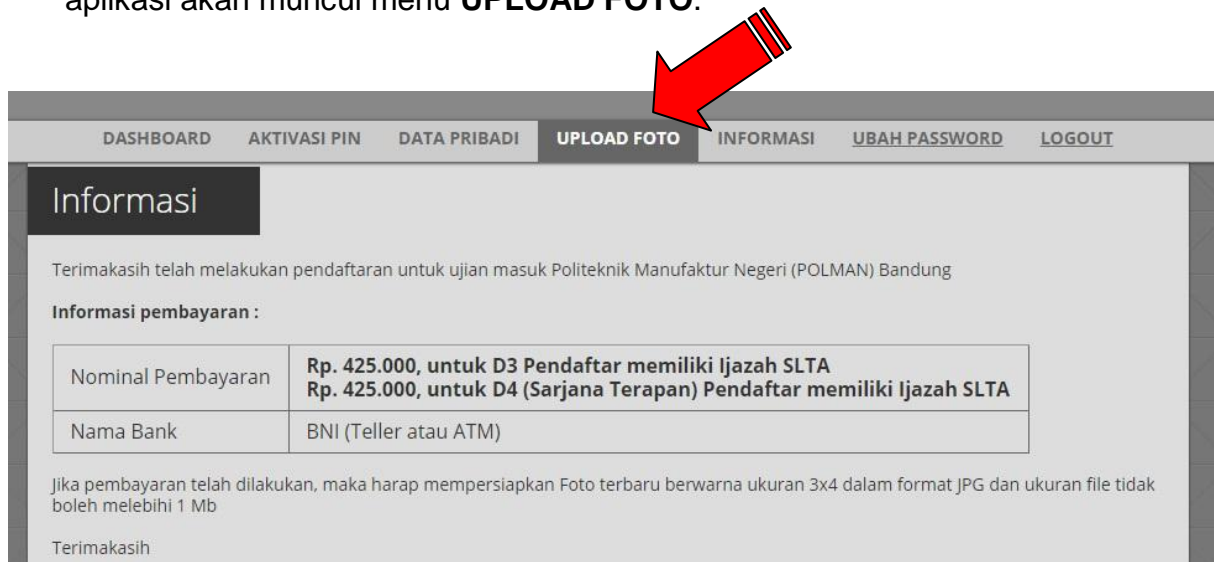 aplikasi akan muncul menu UPLOAD FOTO.
DASHBOARD AKTIVASI PIN DATA PRIBADI UPLOAD FOTO INFORMASI UBAH PASSWORD LOGOUT
Informasi
Terimakasih telah melakukan pendaftaran untuk ujian masuk Politeknik Manufaktur Negeri (POLMAN) Bandung
Informasi pembayaran :
Nominal Pembayaran
Rp. 425.000, untuk D3 Pendaftar memiliki Ijazah SLTA
Rp. 425.000, untuk D4 (Sarjana Terapan) Pendaftar memiliki Ijazah SLTA
Nama Bank
BNI (Teller atau ATM)
Jika pembayaran telah dilakukan, maka harap mempersiapkan Foto terbaru berwarna ukuran 3x4 dalam format JPG dan ukuran file tidak
boleh melebihi 1 Mb
Terimakasih